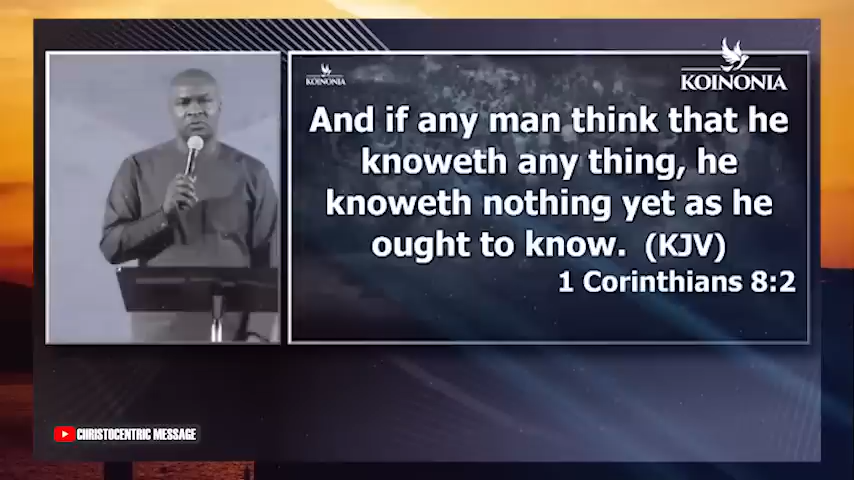 KOINONIA
KOINONIA
And if any man think that he
knoweth any thing, he
knoweth nothing yet as he
ought to know. (KJV)
1 Corinthians 8:2
CHRISTOCENTRIC MESSAGE